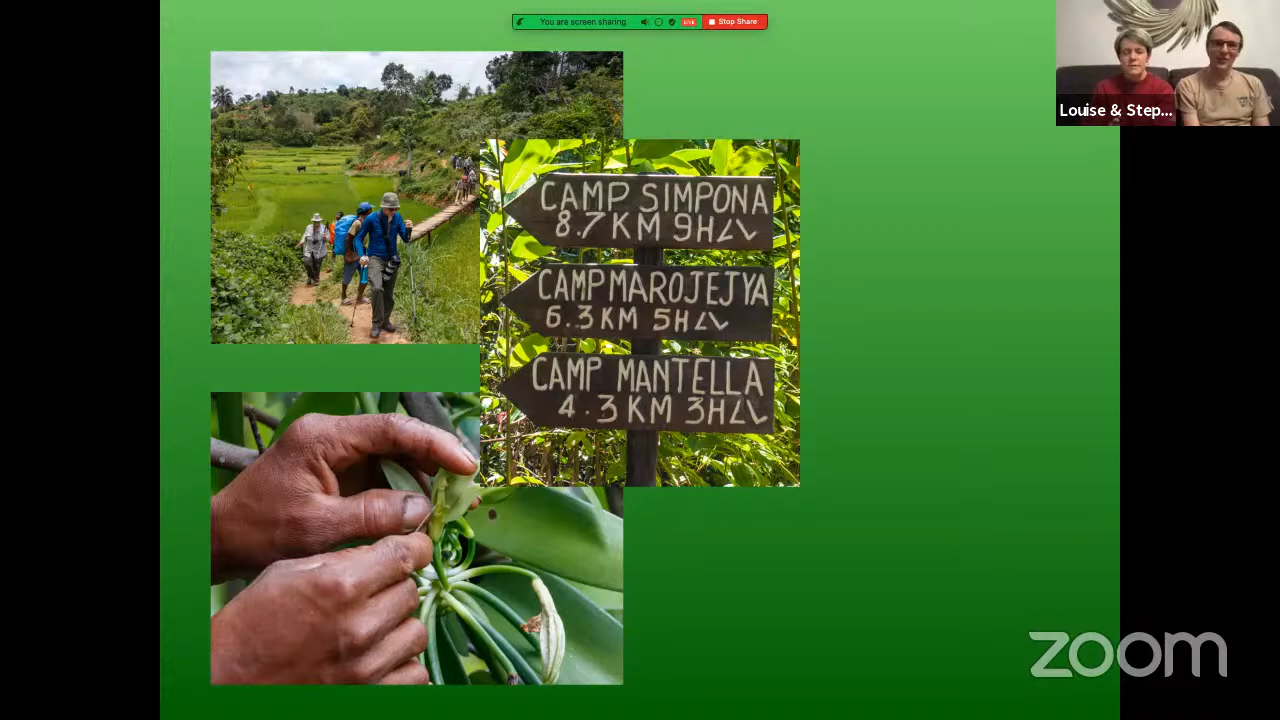 You are screen sharing
LIVE
Stop Share
Louise & Step...
CAMP SIMPONA
8.7 KM 9H
CAMP MAROJEJYA
6.3 KM 5H
CAMP MANTELLA
4.3 KM 3H
zoom